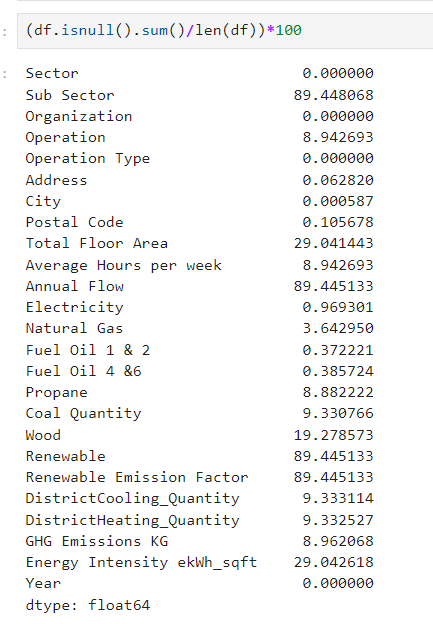 : (df.isnull().sum()/len(df))*100
: Sector 0.000000
Sub Sector 89.448068
Organization 0.000000
Operation 8.942693
Operation Type 0.000000
Address 0.062820
City 0.000587
Postal Code 0.105678
Total Floor Area 29.041443
Average Hours per week 8.942693
Annual Flow 89.445133
Electricity 0.969301
Natural Gas 3.642950
Fuel Oil 1 & 2 0.372221
Fuel Oil 4 &6 0.385724
Propane 8.882222
Coal Quantity 9.330766
Wood 19.278573
Renewable 89.445133
Renewable Emission Factor 89.445133
DistrictCooling_Quantity 9.333114
DistrictHeating_Quantity 9.332527
GHG Emissions KG 8.962068
Energy Intensity ekWh_sqft 29.042618
Year 0.000000
dtype: float64